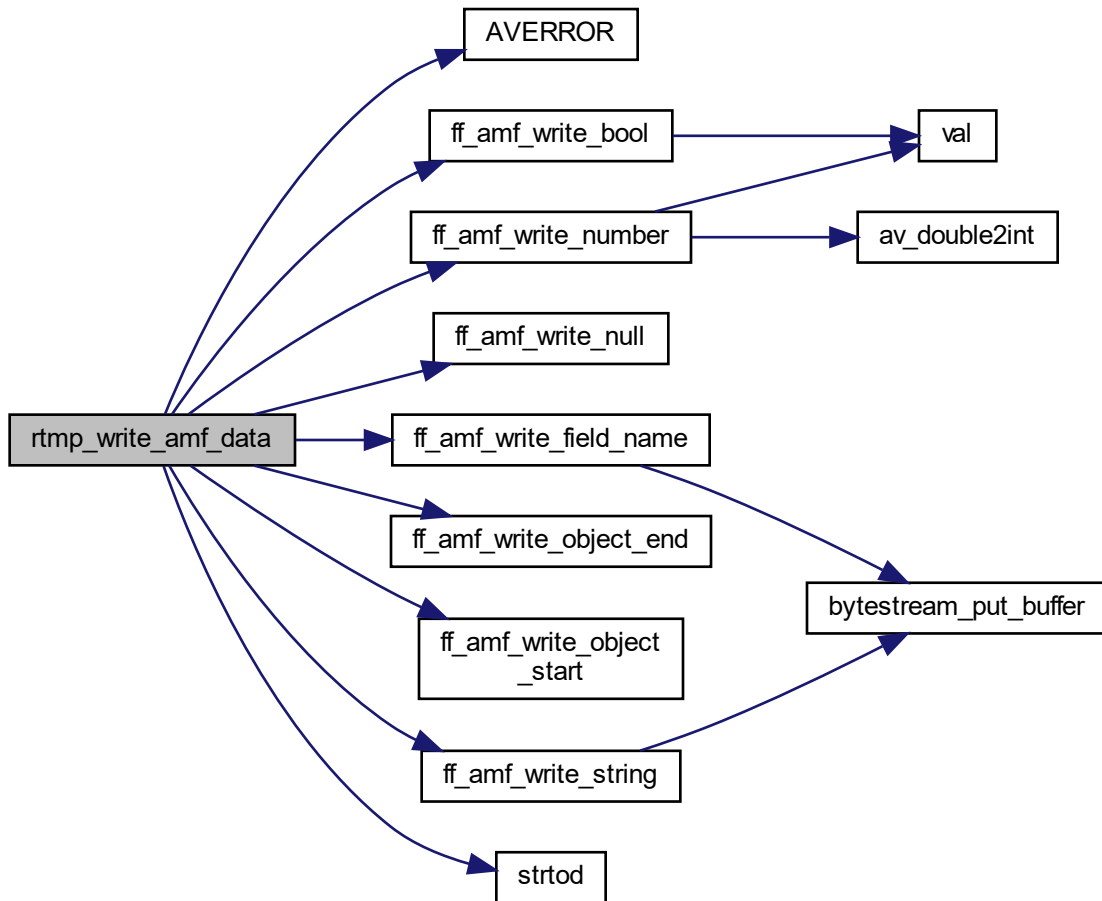 AVERROR
ff_amf_write_bool
val
ff_amf_write_number
av_double2int
ff_amf_write_null
rtmp_write_amf_data
ff_amf_write_field_name
ff_amf_write_object_end
bytestream_put_buffer
ff_amf_write_object
_start
ff_amf_write_string
strtod